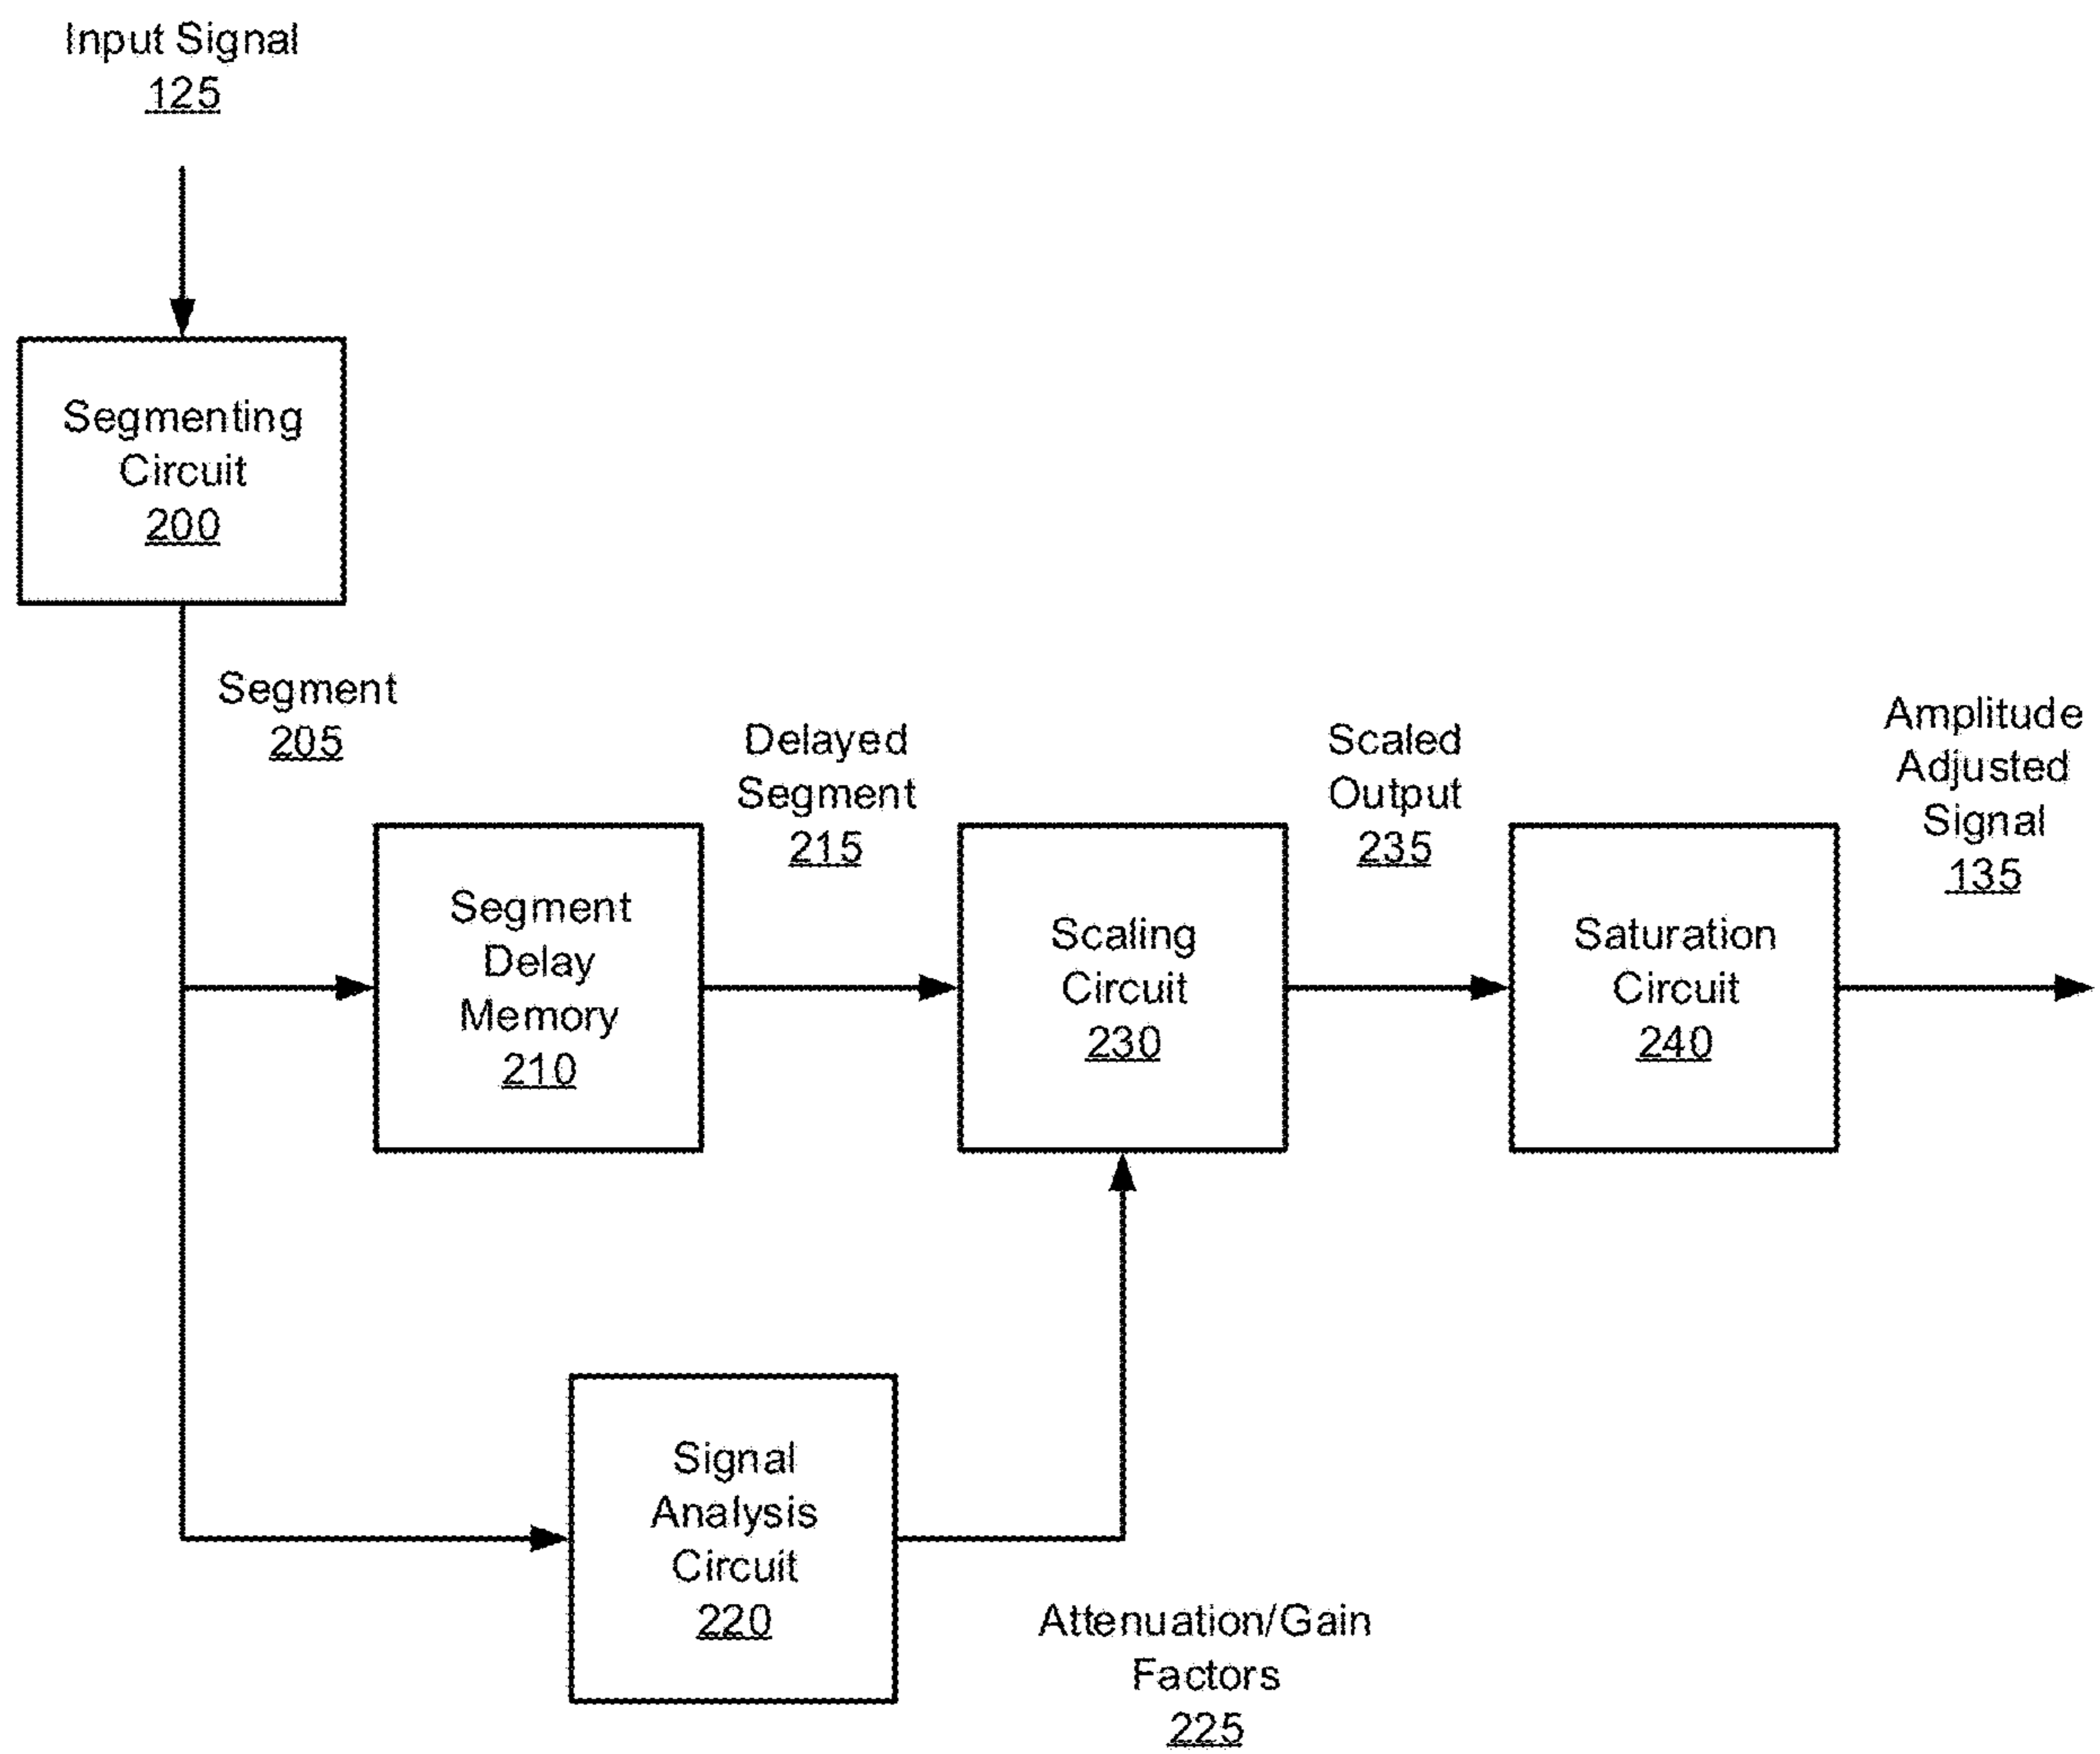 Input Signal
125
Segmenting
Circuit
200
Segment
205
Delayed
Segment
215
Scaled
Output
235
Amplitude
Adjusted
Signal
135
Segment
Delay
Memory
210
Scaling
Circuit
230
Saturation
Circuit
240
Signal
Analysis
Circuit
220
Attenuation/Gain
Factors
225